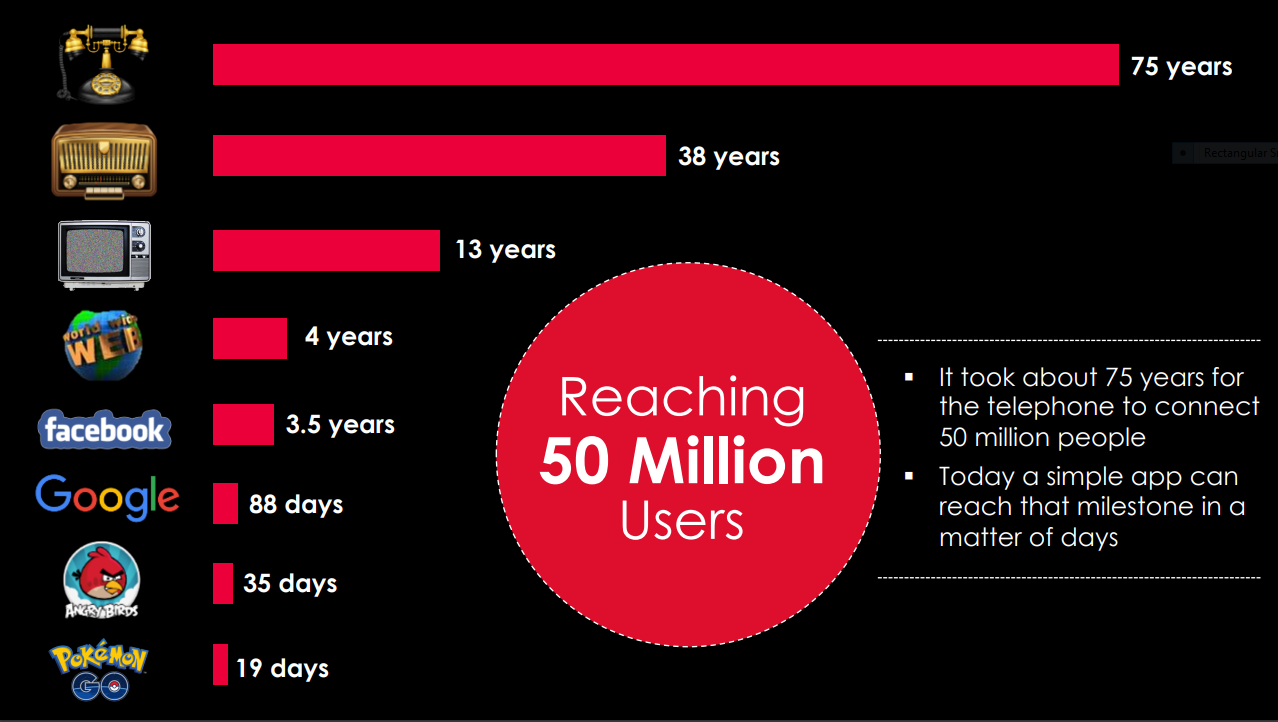 75 years
38 years
Rectangular S
13 years
World Wide
WEB
4 years
facebook
3.5 years
Google
88 days
ANGRY BIRDS
35 days
POKéMON
GO
19 days
Reaching
50 Million
Users
▪ It took about 75 years for
the telephone to connect
50 million people
▪ Today a simple app can
reach that milestone in a
matter of days